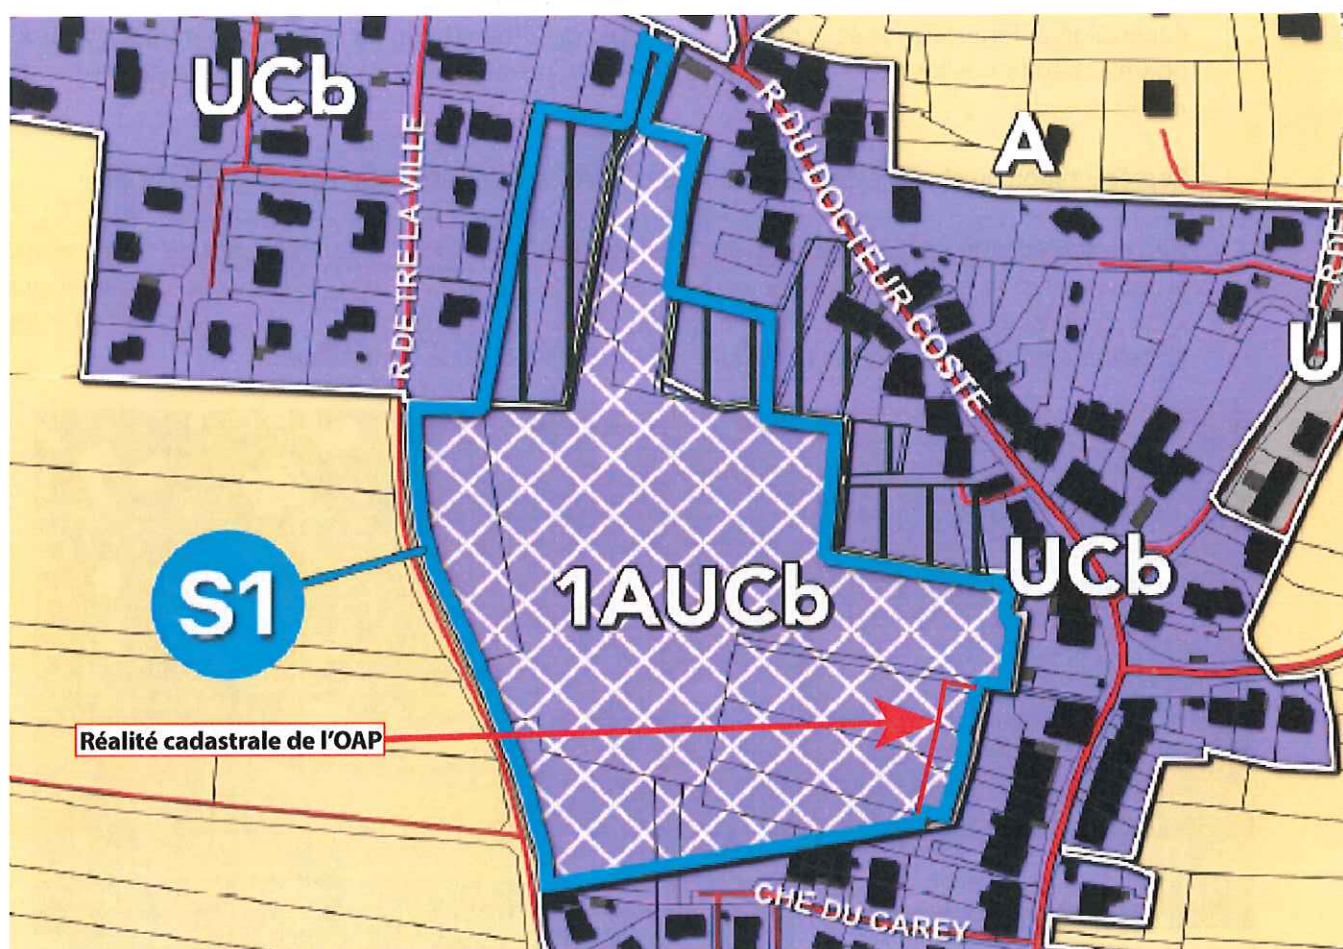 UCb
R DE TRE LA VILLE
R DU DOCTEUR COSTE
A
U
S1
1AUCb
UCb
Réalité cadastrale de l'OAP
CHE DU CAREY